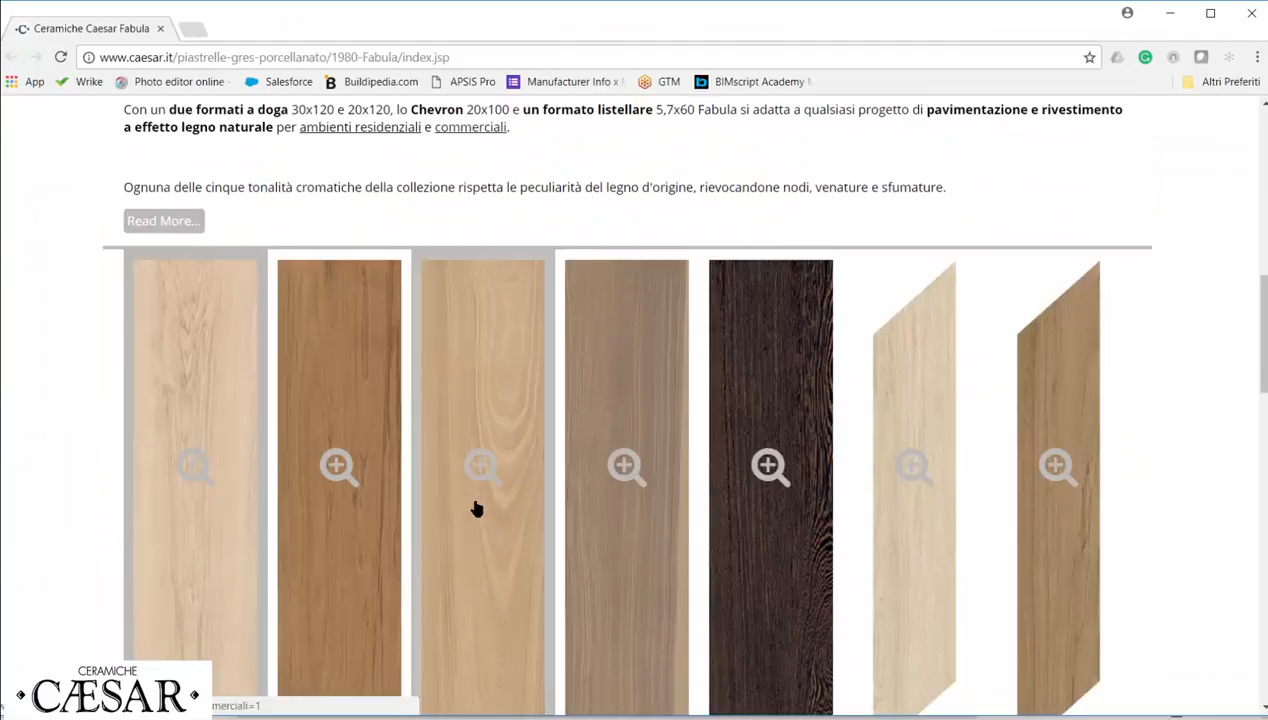 Ceramiche Caesar Fabula
www.caesar.it/piastrelle-gres-porcellanato/1980-Fabula/index.jsp
App Wrike Photo editor online Salesforce Buildipedia.com APSIS Pro Manufacturer Info x GTM BIMscript Academy Altri Preferiti
Con un due formati a doga 30x120 e 20x120, lo Chevron 20x100 e un formato listellare 5,7x60 Fabula si adatta a qualsiasi progetto di pavimentazione e rivestimento
a effetto legno naturale per ambienti residenziali e commerciali.
Ognuna delle cinque tonalità cromatiche della collezione rispetta le peculiarità del legno d'origine, rievocandone nodi, venature e sfumature.
Read More...
CERAMICHE
CÆSAR
merciali=1